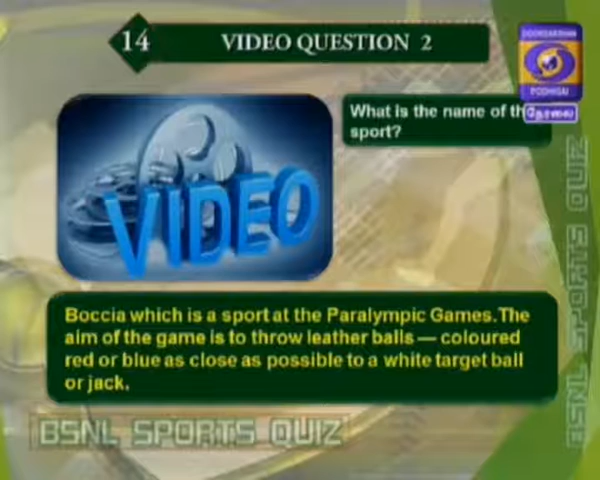 14
VIDEO QUESTION 2
DOORDARSHAN
PODHIGAI
நேரலை
What is the name of th
sport?
VIDEO
Boccia which is a sport at the Paralympic Games.The
aim of the game is to throw leather balls — coloured
red or blue as close as possible to a white target ball
or jack.
BSNL SPORTS QUIZ
BSNL SPORTS QUIZ